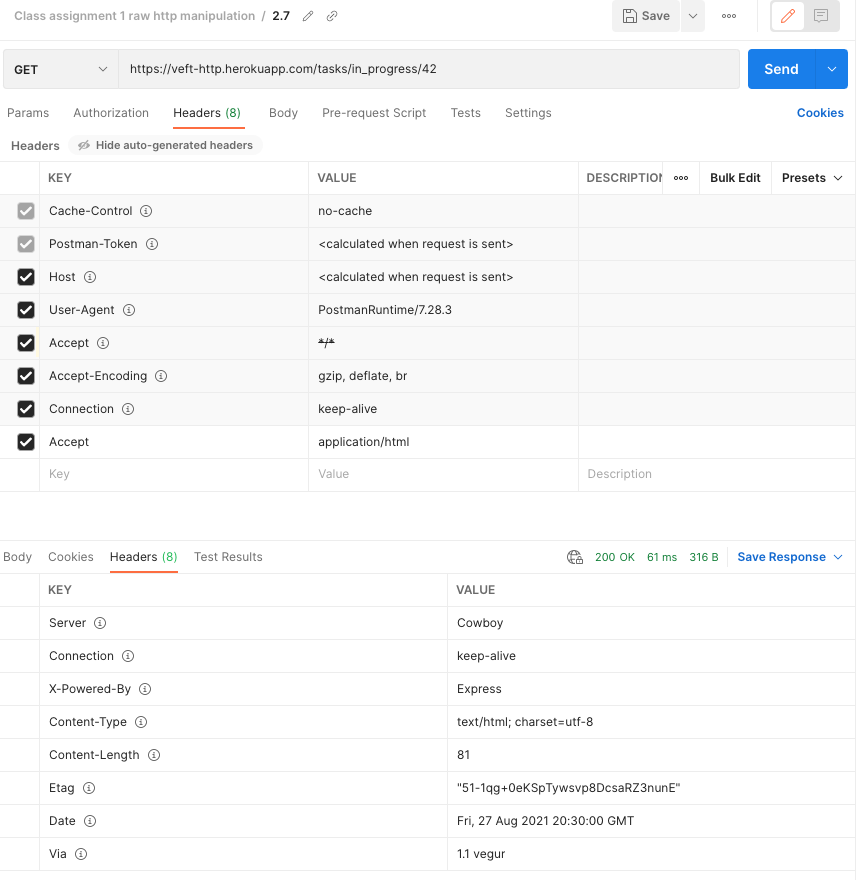 Class assignment 1 raw http manipulation / 2.7 Save
GET https://veft-http.herokuapp.com/tasks/in_progress/42 Send
Params Authorization Headers (8) Body Pre-request Script Tests Settings Cookies
Headers Hide auto-generated headers
KEY VALUE DESCRIPTION Bulk Edit Presets
Cache-Control no-cache
Postman-Token <calculated when request is sent>
Host <calculated when request is sent>
User-Agent PostmanRuntime/7.28.3
Accept */*
Accept-Encoding gzip, deflate, br
Connection keep-alive
Accept application/html
Key Value Description
Body Cookies Headers (8) Test Results 200 OK 61 ms 316 B Save Response
KEY VALUE
Server Cowboy
Connection keep-alive
X-Powered-By Express
Content-Type text/html; charset=utf-8
Content-Length 81
Etag "51-1qg+0eKSpTywsvp8DcsaRZ3nunE"
Date Fri, 27 Aug 2021 20:30:00 GMT
Via 1.1 vegur